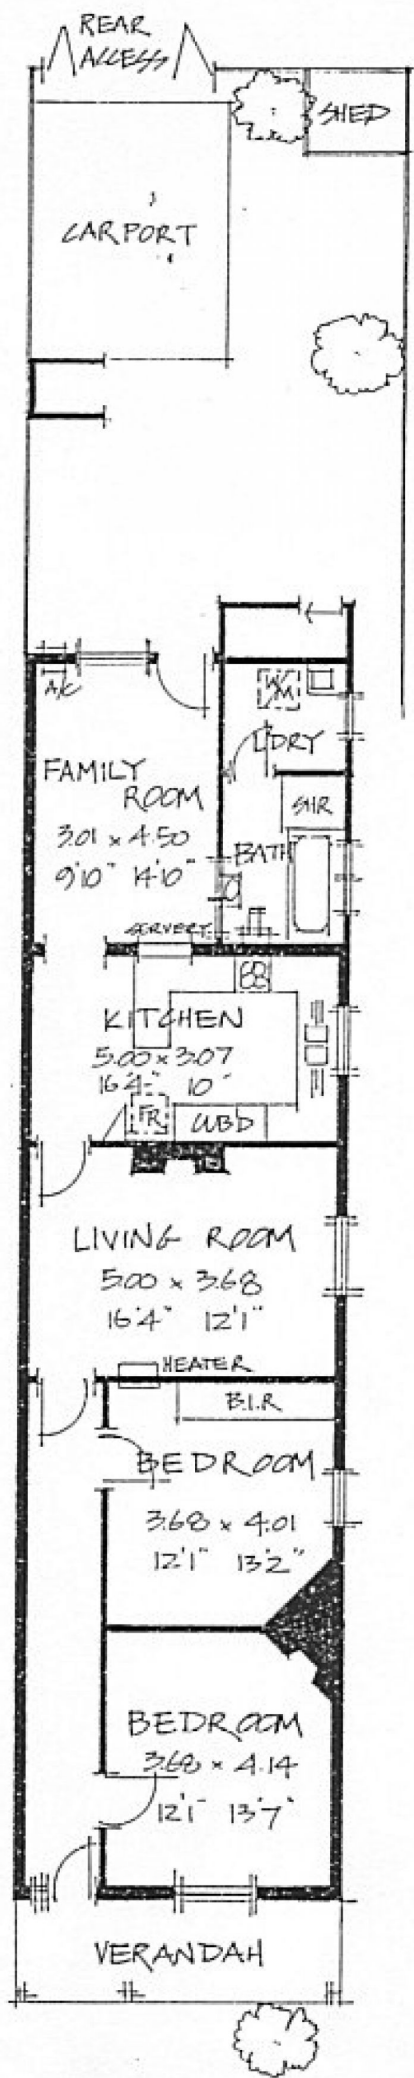 REAR
ACCESS
SHED
CARPORT
A/C
WM
L'DRY
FAMILY
ROOM
3.01 x 4.50
9'10" 14'10"
SHR
BATH
SERVERY
KITCHEN
5.00 x 3.07
16'4" 10'
FR
CUBD
LIVING ROOM
5.00 x 3.68
16'4" 12'1"
HEATER
B.I.R
BEDROOM
3.68 x 4.01
12'1" 13'2"
BEDROOM
3.68 x 4.14
12'1" 13'7"
VERANDAH